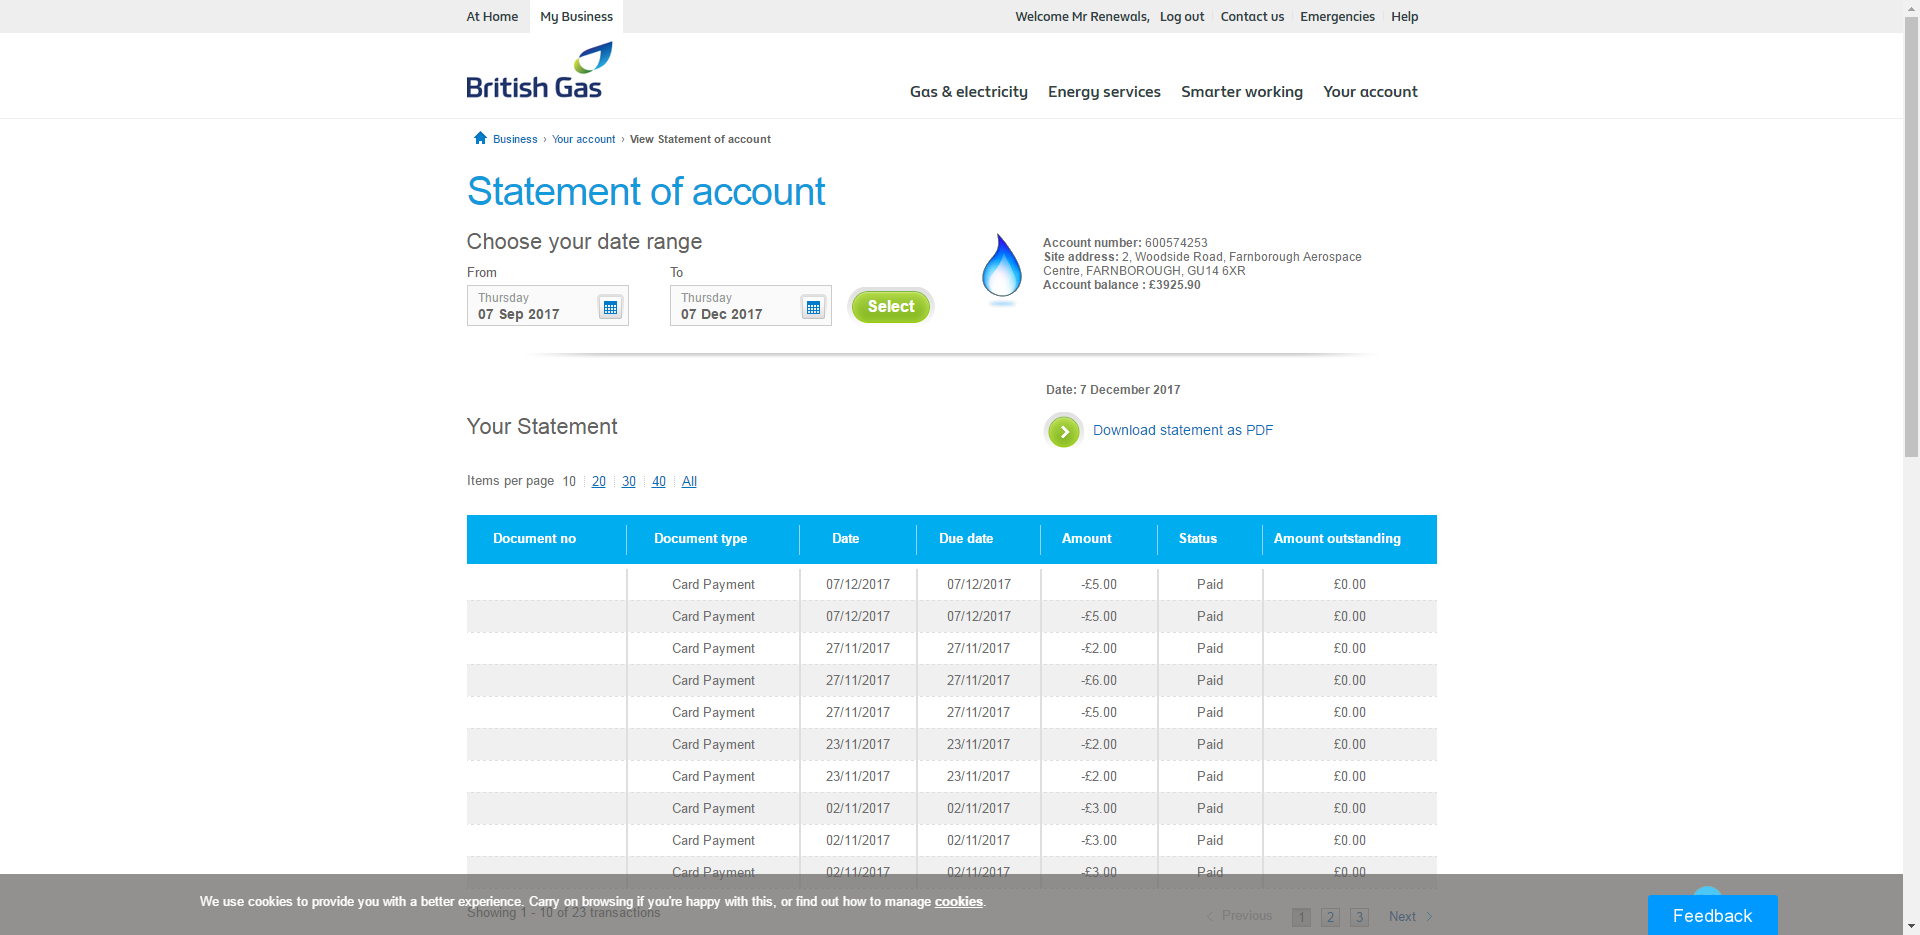 At Home My Business Welcome Mr Renewals, Log out Contact us Emergencies Help
British Gas
Gas & electricity Energy services Smarter working Your account
Business › Your account › View Statement of account
Statement of account
Choose your date range
From To
Thursday
07 Sep 2017
Thursday
07 Dec 2017
Select
Account number: 600574253
Site address: 2, Woodside Road, Farnborough Aerospace
Centre, FARNBOROUGH, GU14 6XR
Account balance : £3925.90
Date: 7 December 2017
Your Statement
Download statement as PDF
Items per page 10 20 30 40 All
Document no Document type Date Due date Amount Status Amount outstanding
Card Payment 07/12/2017 07/12/2017 -£5.00 Paid £0.00
Card Payment 07/12/2017 07/12/2017 -£5.00 Paid £0.00
Card Payment 27/11/2017 27/11/2017 -£2.00 Paid £0.00
Card Payment 27/11/2017 27/11/2017 -£6.00 Paid £0.00
Card Payment 27/11/2017 27/11/2017 -£5.00 Paid £0.00
Card Payment 23/11/2017 23/11/2017 -£2.00 Paid £0.00
Card Payment 23/11/2017 23/11/2017 -£2.00 Paid £0.00
Card Payment 02/11/2017 02/11/2017 -£3.00 Paid £0.00
Card Payment 02/11/2017 02/11/2017 -£3.00 Paid £0.00
Card Payment 02/11/2017 02/11/2017 -£3.00 Paid £0.00
We use cookies to provide you with a better experience. Carry on browsing if you're happy with this, or find out how to manage cookies.
Showing 1 - 10 of 23 transactions
Previous 1 2 3 Next
Feedback